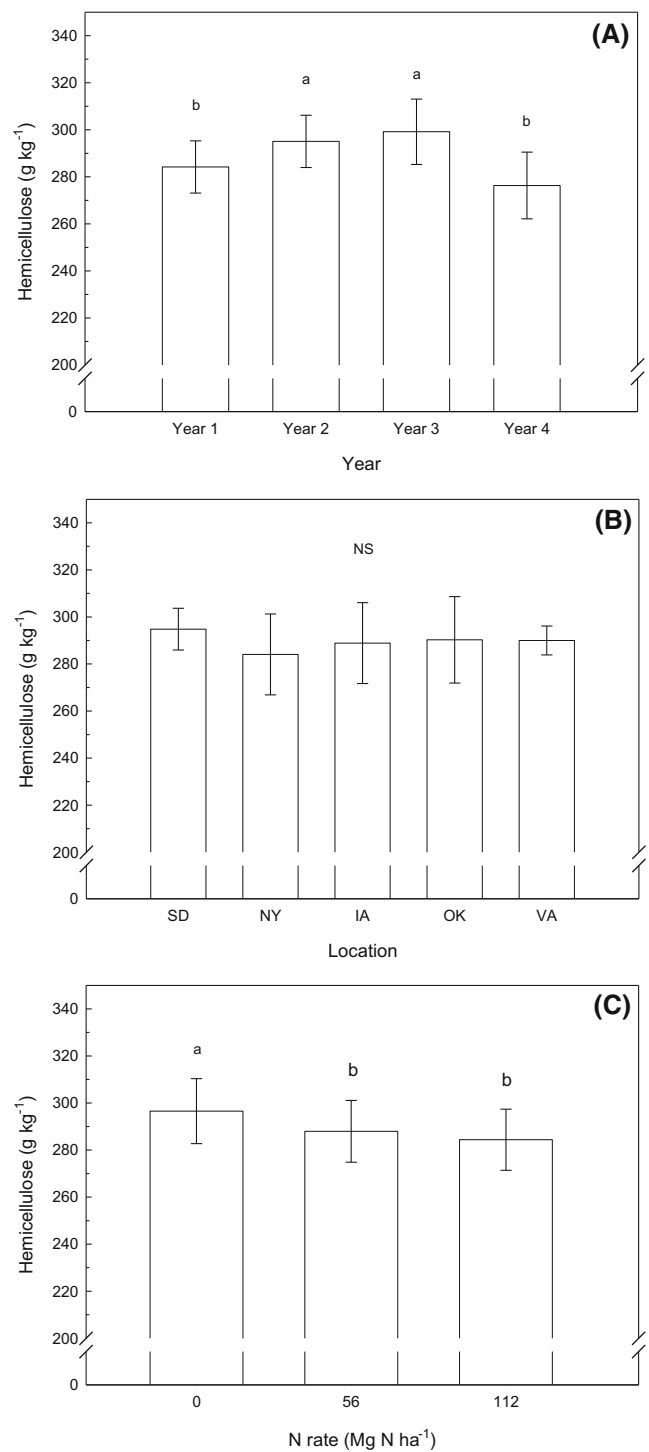 (A)
Hemicellulose (g kg⁻¹)
340
320
300
280
260
240
220
200
0
b
a
a
b
Year 1 Year 2 Year 3 Year 4
Year
(B)
Hemicellulose (g kg⁻¹)
340
320
300
280
260
240
220
200
0
NS
SD NY IA OK VA
Location
(C)
Hemicellulose (g kg⁻¹)
340
320
300
280
260
240
220
200
0
a
b
b
0 56 112
N rate (Mg N ha⁻¹)